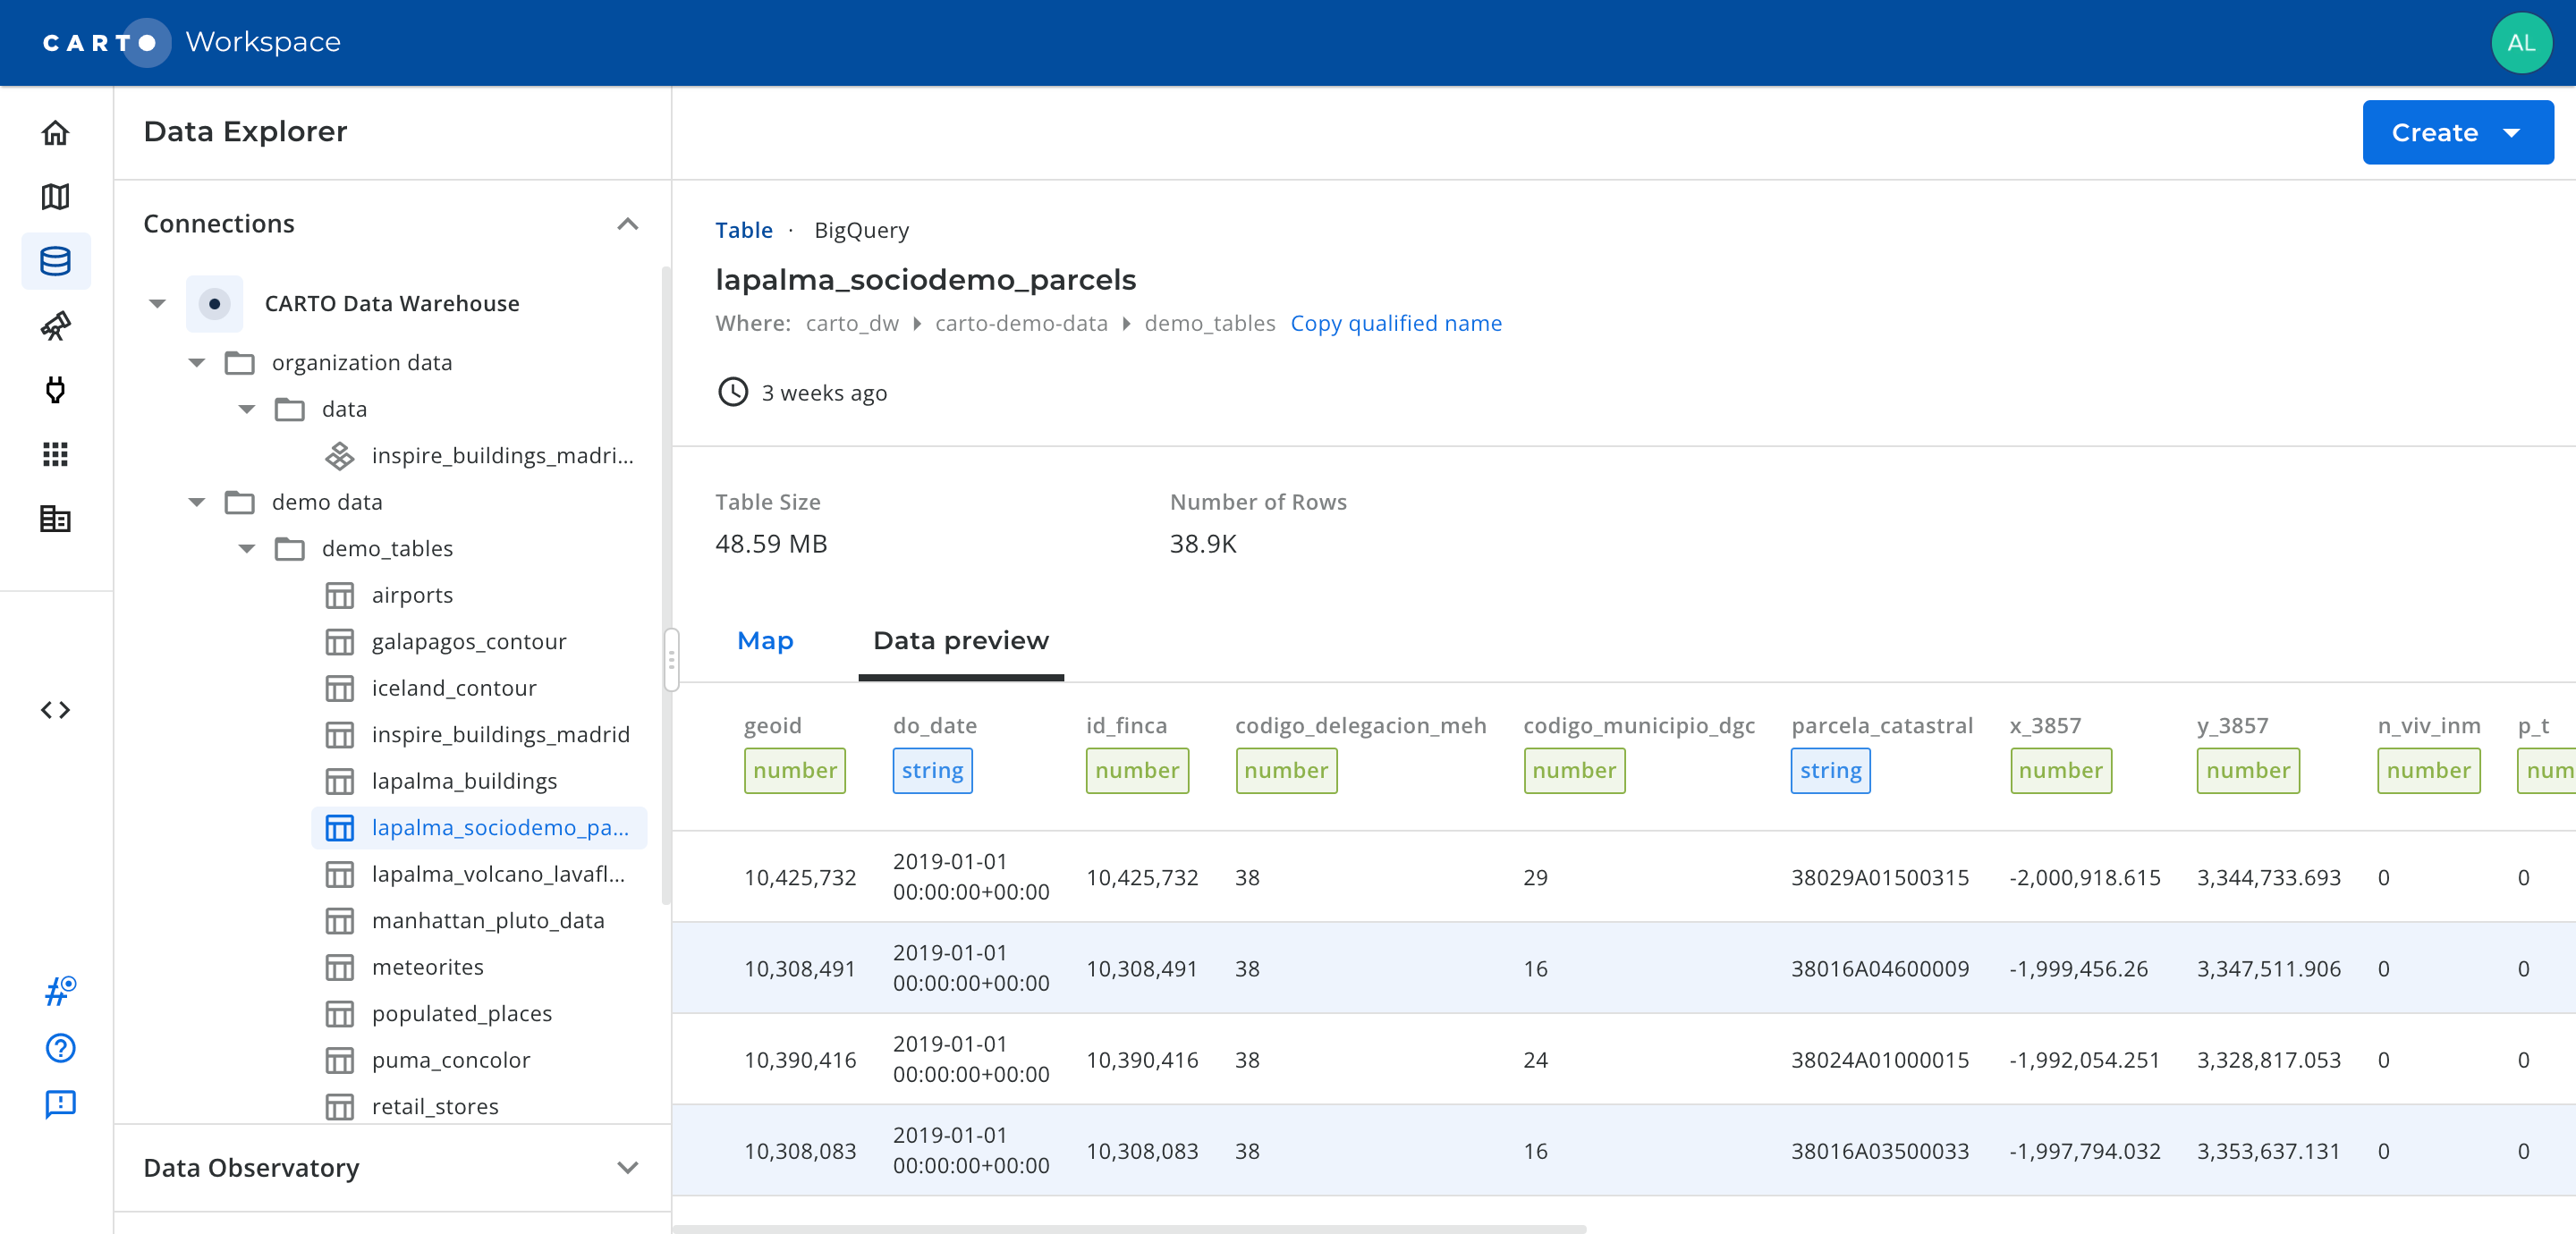 CARTO Workspace
AL
Data Explorer
Create
Connections
CARTO Data Warehouse
organization data
data
inspire_buildings_madri...
demo data
demo_tables
airports
galapagos_contour
iceland_contour
inspire_buildings_madrid
lapalma_buildings
lapalma_sociodemo_pa...
lapalma_volcano_lavafl...
manhattan_pluto_data
meteorites
populated_places
puma_concolor
retail_stores
Data Observatory
Table · BigQuery
lapalma_sociodemo_parcels
Where: carto_dw carto-demo-data demo_tables Copy qualified name
3 weeks ago
Table Size Number of Rows
48.59 MB 38.9K
Map Data preview
geoid do_date id_finca codigo_delegacion_meh codigo_municipio_dgc parcela_catastral x_3857 y_3857 n_viv_inm p_t
number string number number number string number number number num
10,425,732 2019-01-01 00:00:00+00:00 10,425,732 38 29 38029A01500315 -2,000,918.615 3,344,733.693 0 0
10,308,491 2019-01-01 00:00:00+00:00 10,308,491 38 16 38016A04600009 -1,999,456.26 3,347,511.906 0 0
10,390,416 2019-01-01 00:00:00+00:00 10,390,416 38 24 38024A01000015 -1,992,054.251 3,328,817.053 0 0
10,308,083 2019-01-01 00:00:00+00:00 10,308,083 38 16 38016A03500033 -1,997,794.032 3,353,637.131 0 0